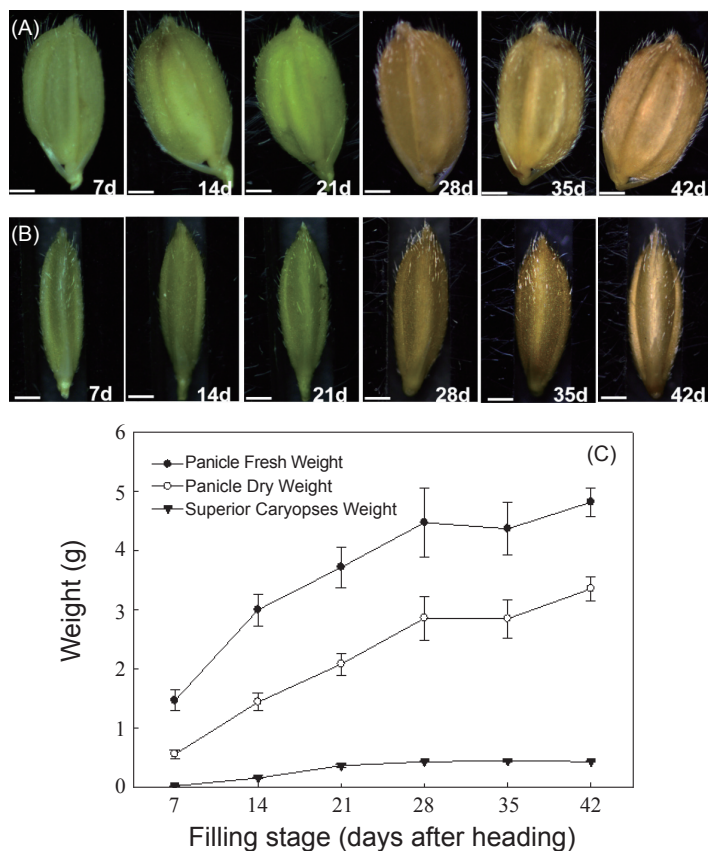 (A)
7d 14d 21d 28d 35d 42d
(B)
7d 14d 21d 28d 35d 42d
(C)
6
Panicle Fresh Weight
Panicle Dry Weight
Superior Caryopses Weight
5
4
3
2
1
0
Weight (g)
7 14 21 28 35 42
Filling stage (days after heading)